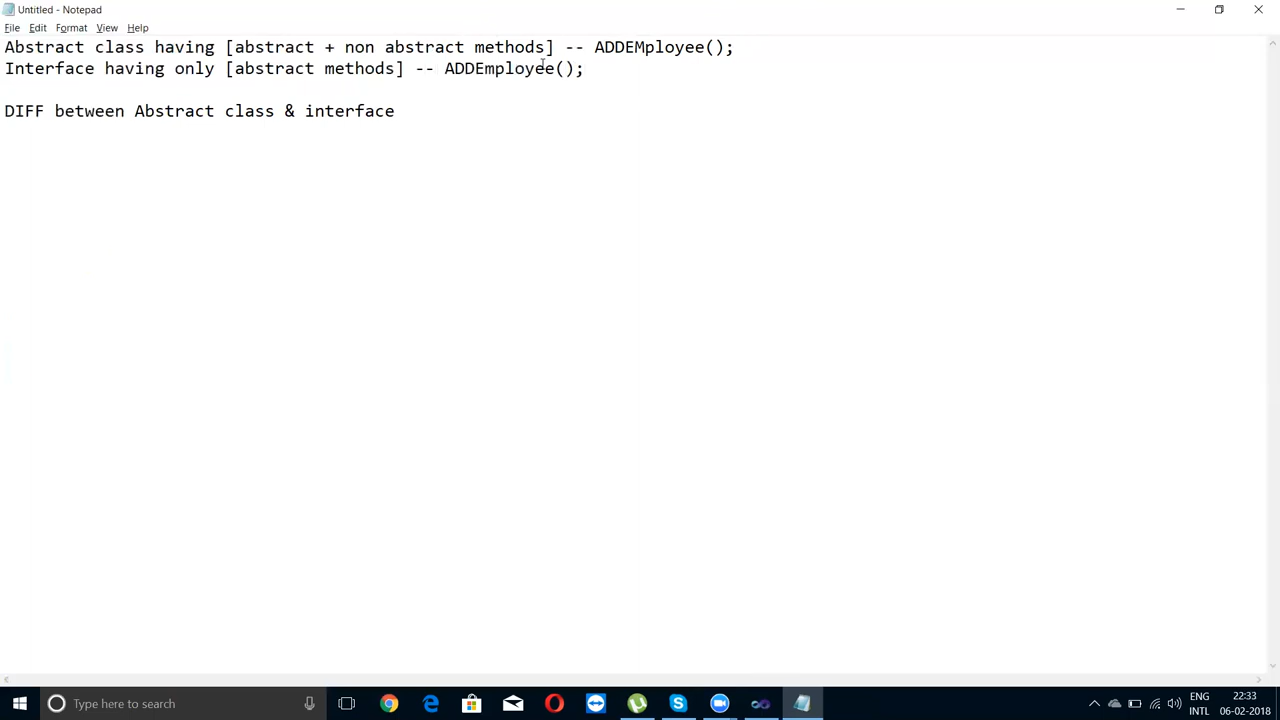 Untitled - Notepad
File Edit Format View Help
Abstract class having [abstract + non abstract methods] -- ADDEMployee();
Interface having only [abstract methods] -- ADDEmployee();
DIFF between Abstract class & interface
Type here to search
ENG
INTL
22:33
06-02-2018